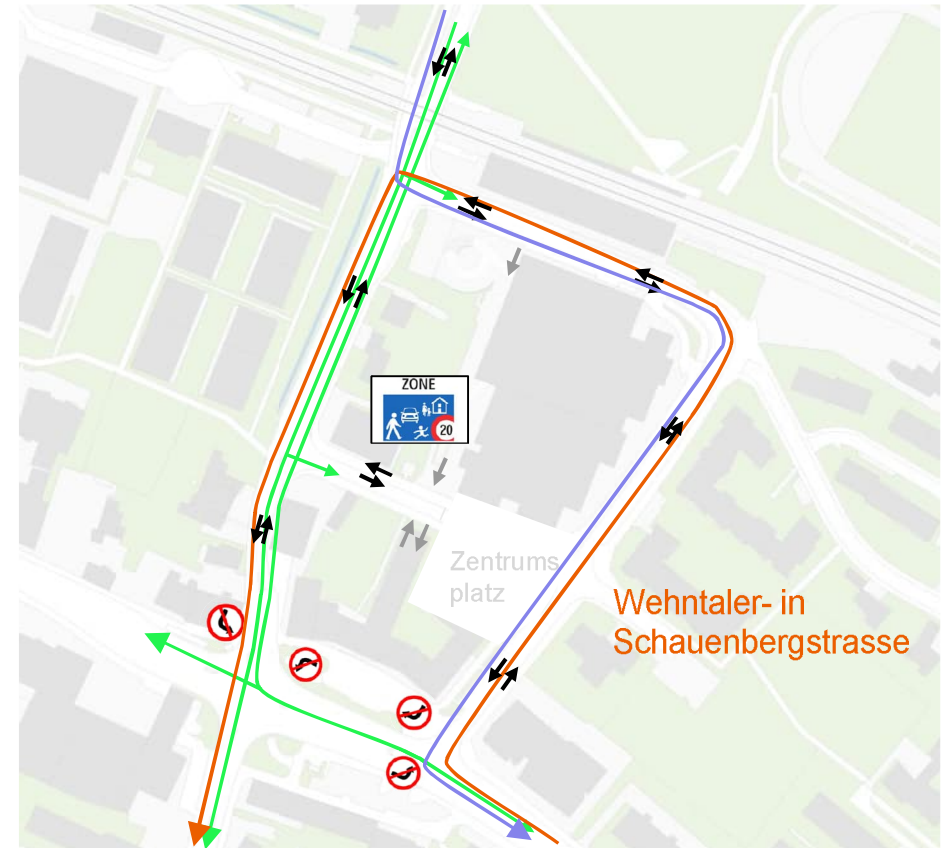 ZONE
20
Zentrums
platz
Wehntaler- in
Schauenbergstrasse